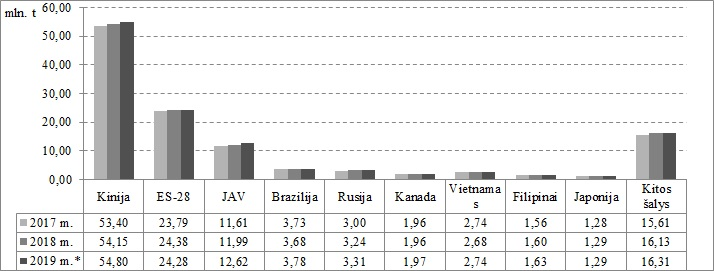 mln. t
60,00
50,00
40,00
30,00
20,00
10,00
0,00
Kinija ES-28 JAV Brazilija Rusija Kanada Vietnamas Filipinai Japonija Kitos šalys
2017 m. 53,40 23,79 11,61 3,73 3,00 1,96 2,74 1,56 1,28 15,61
2018 m. 54,15 24,38 11,99 3,68 3,24 1,96 2,68 1,60 1,29 16,13
2019 m.* 54,80 24,28 12,62 3,78 3,31 1,97 2,74 1,63 1,29 16,31